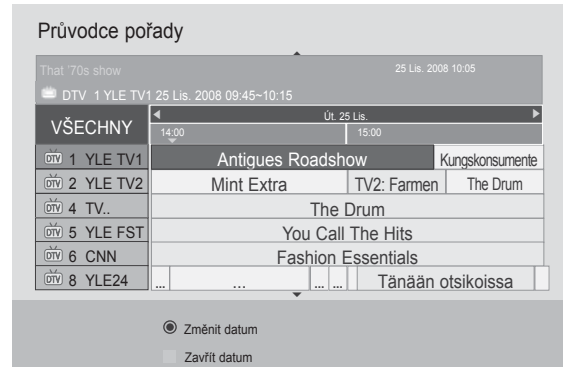 Průvodce pořady
That '70s show 25 Lis. 2008 10:05
DTV 1 YLE TV1 25 Lis. 2008 09:45~10:15
VŠECHNY Út. 25 Lis.
14:00 15:00
DTV 1 YLE TV1 Antigues Roadshow Kungskonsumente
DTV 2 YLE TV2 Mint Extra TV2: Farmen The Drum
DTV 4 TV.. The Drum
DTV 5 YLE FST You Call The Hits
DTV 6 CNN Fashion Essentials
DTV 8 YLE24 ... ... ... ... Tänään otsikoissa
Změnit datum
Zavřít datum